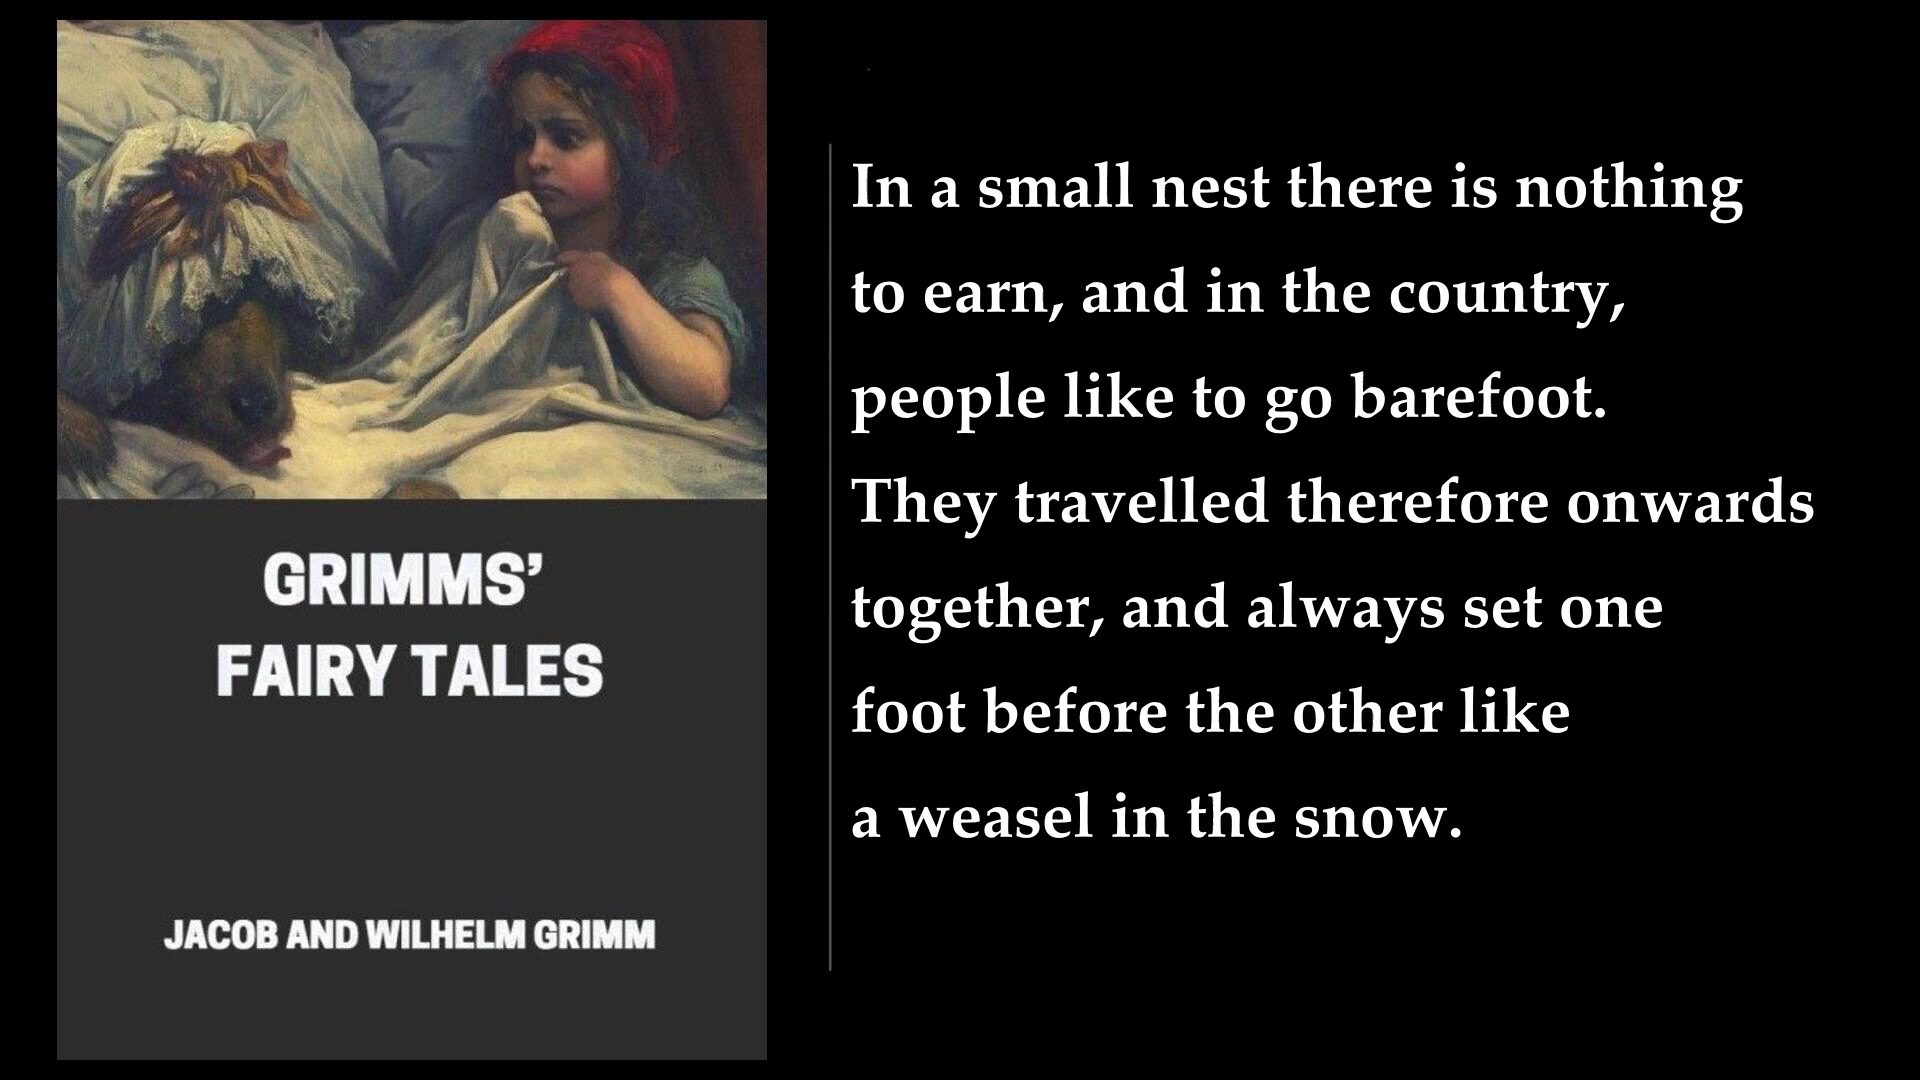 GRIMMS’
FAIRY TALES
JACOB AND WILHELM GRIMM
In a small nest there is nothing
to earn, and in the country,
people like to go barefoot.
They travelled therefore onwards
together, and always set one
foot before the other like
a weasel in the snow.